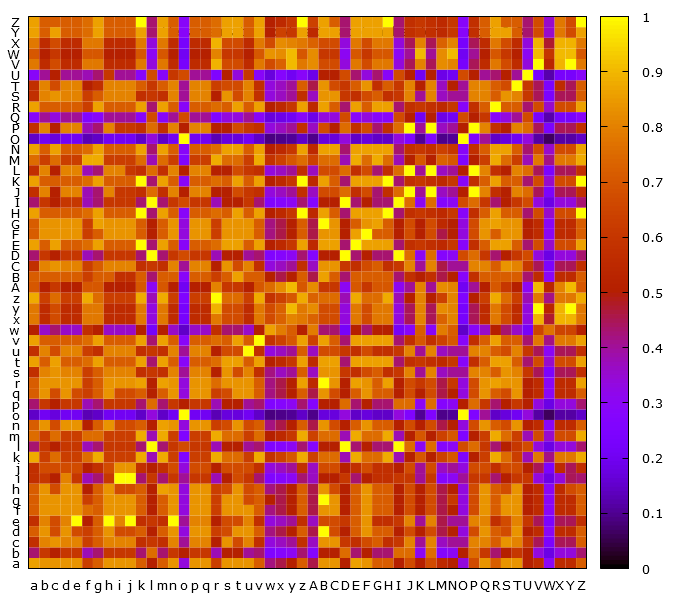 Z
Y
X
W
V
U
T
S
R
Q
P
O
N
M
L
K
J
I
H
G
F
E
D
C
B
A
z
y
x
w
v
u
t
s
r
q
p
o
n
m
l
k
j
i
h
g
f
e
d
c
b
a
a b c d e f g h i j k l m n o p q r s t u v w x y z A B C D E F G H I J K L M N O P Q R S T U V W X Y Z
1
0.9
0.8
0.7
0.6
0.5
0.4
0.3
0.2
0.1
0